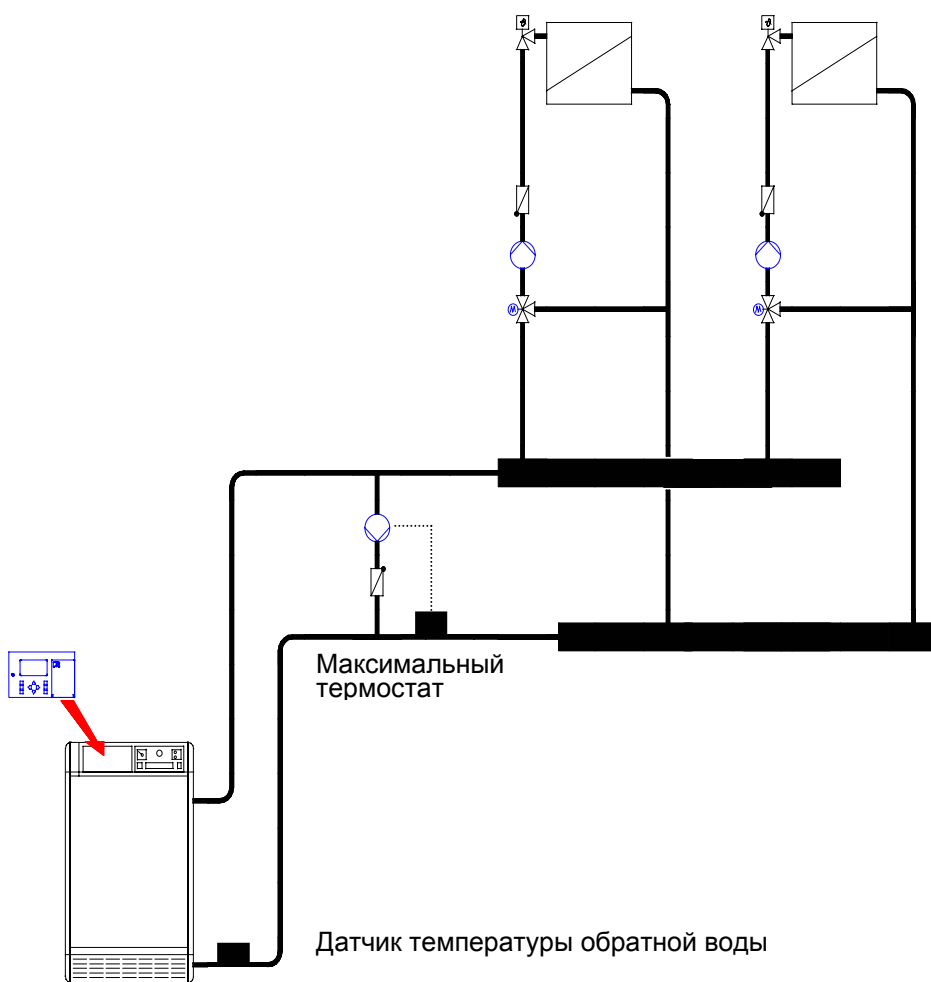 Максимальный
термостат
Датчик температуры обратной воды